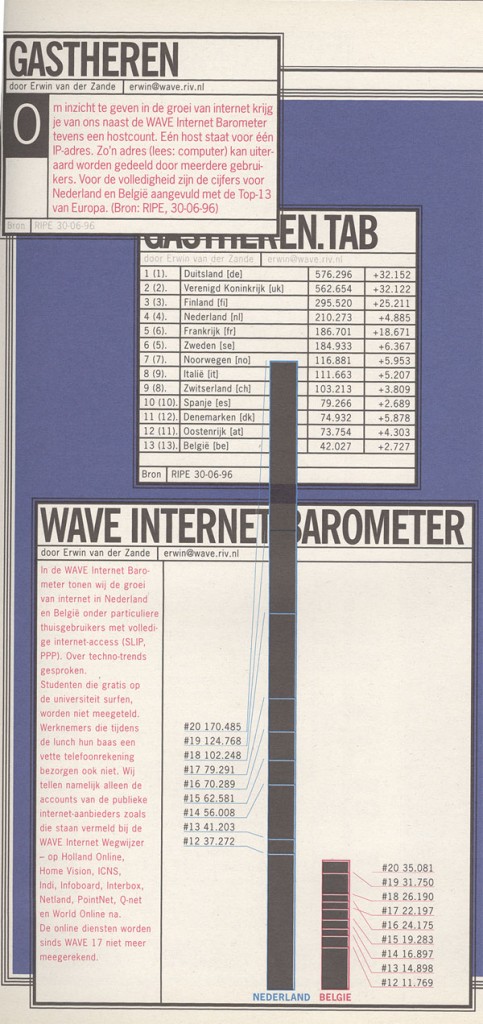 GASTHEREN
door Erwin van der Zande erwin@wave.riv.nl
Om inzicht te geven in de groei van internet krijg
je van ons naast de WAVE Internet Barometer
tevens een hostcount. Eén host staat voor één
IP-adres. Zo'n adres (lees: computer) kan uiter-
aard worden gedeeld door meerdere gebrui-
kers. Voor de volledigheid zijn de cijfers voor
Nederland en België aangevuld met de Top-13
van Europa. (Bron: RIPE, 30-06-96)
Bron RIPE 30-06-96
GASTHEREN.TAB
door Erwin van der Zande erwin@wave.riv.nl
1 (1). Duitsland [de] 576.296 +32.152
2 (2). Verenigd Koninkrijk [uk] 562.654 +32.122
3 (3). Finland [fi] 295.520 +25.211
4 (4). Nederland [nl] 210.273 +4.885
5 (6). Frankrijk [fr] 186.701 +18.671
6 (5). Zweden [se] 184.933 +6.367
7 (7). Noorwegen [no] 116.881 +5.953
8 (9). Italië [it] 111.663 +5.207
9 (8). Zwitserland [ch] 103.213 +3.809
10 (10). Spanje [es] 79.266 +2.689
11 (12). Denemarken [dk] 74.932 +5.878
12 (11). Oostenrijk [at] 73.754 +4.303
13 (13). België [be] 42.027 +2.727
Bron RIPE 30-06-96
WAVE INTERNET BAROMETER
door Erwin van der Zande erwin@wave.riv.nl
In de WAVE Internet Baro-
meter tonen wij de groei
van internet in Nederland
en België onder particuliere
thuisgebruikers met volledi-
ge internet-access (SLIP,
PPP). Over techno-trends
gesproken.
Studenten die gratis op
de universiteit surfen,
worden niet meegeteld.
Werknemers die tijdens
de lunch hun baas een
vette telefoonrekening
bezorgen ook niet. Wij
tellen namelijk alleen de
accounts van de publieke
internet-aanbieders zoals
die staan vermeld bij de
WAVE Internet Wegwijzer
– op Holland Online,
Home Vision, ICNS,
Indi, Infoboard, Interbox,
Netland, PointNet, Q-net
en World Online na.
De online diensten worden
sinds WAVE 17 niet meer
meegerekend.
#20 170.485
#19 124.768
#18 102.248
#17 79.291
#16 70.289
#15 62.581
#14 56.008
#13 41.203
#12 37.272
#20 35.081
#19 31.750
#18 26.190
#17 22.197
#16 24.175
#15 19.283
#14 16.897
#13 14.898
#12 11.769
NEDERLAND BELGIE